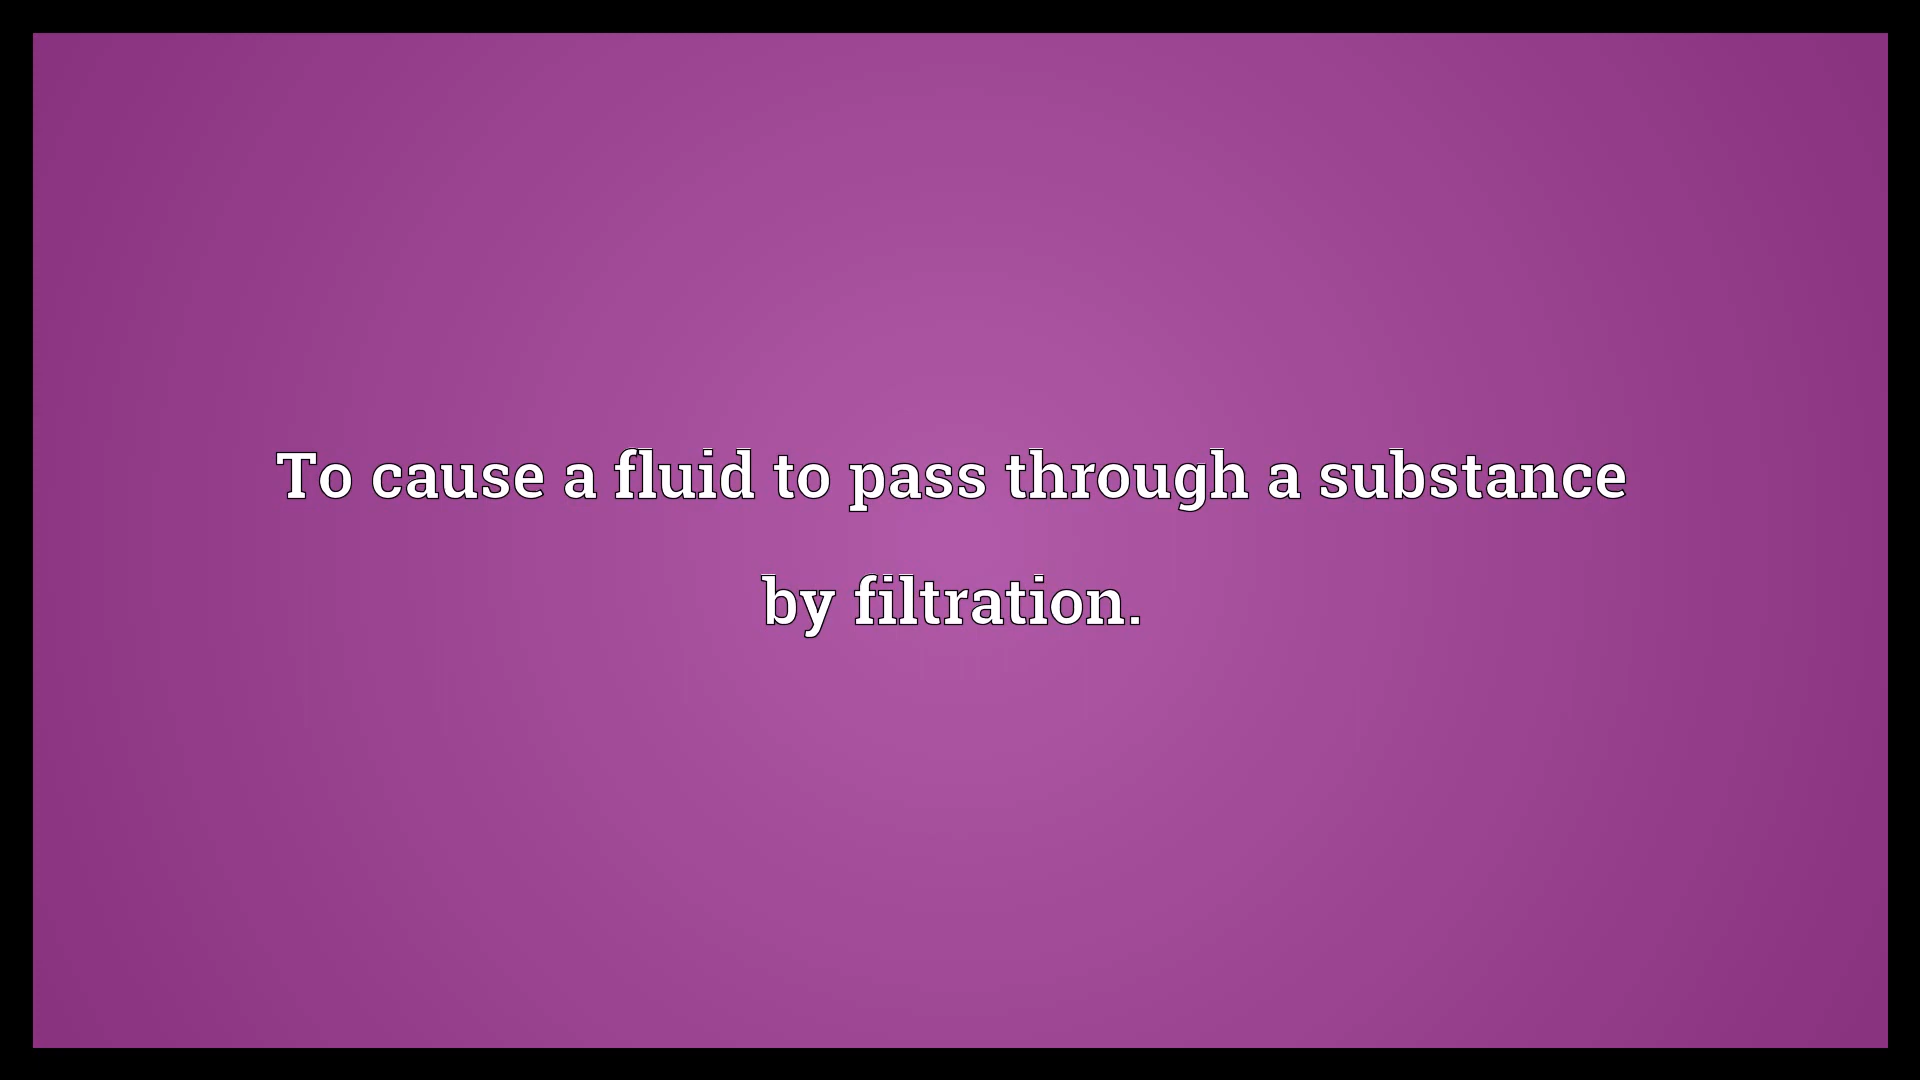 To cause a fluid to pass through a substance
by filtration.